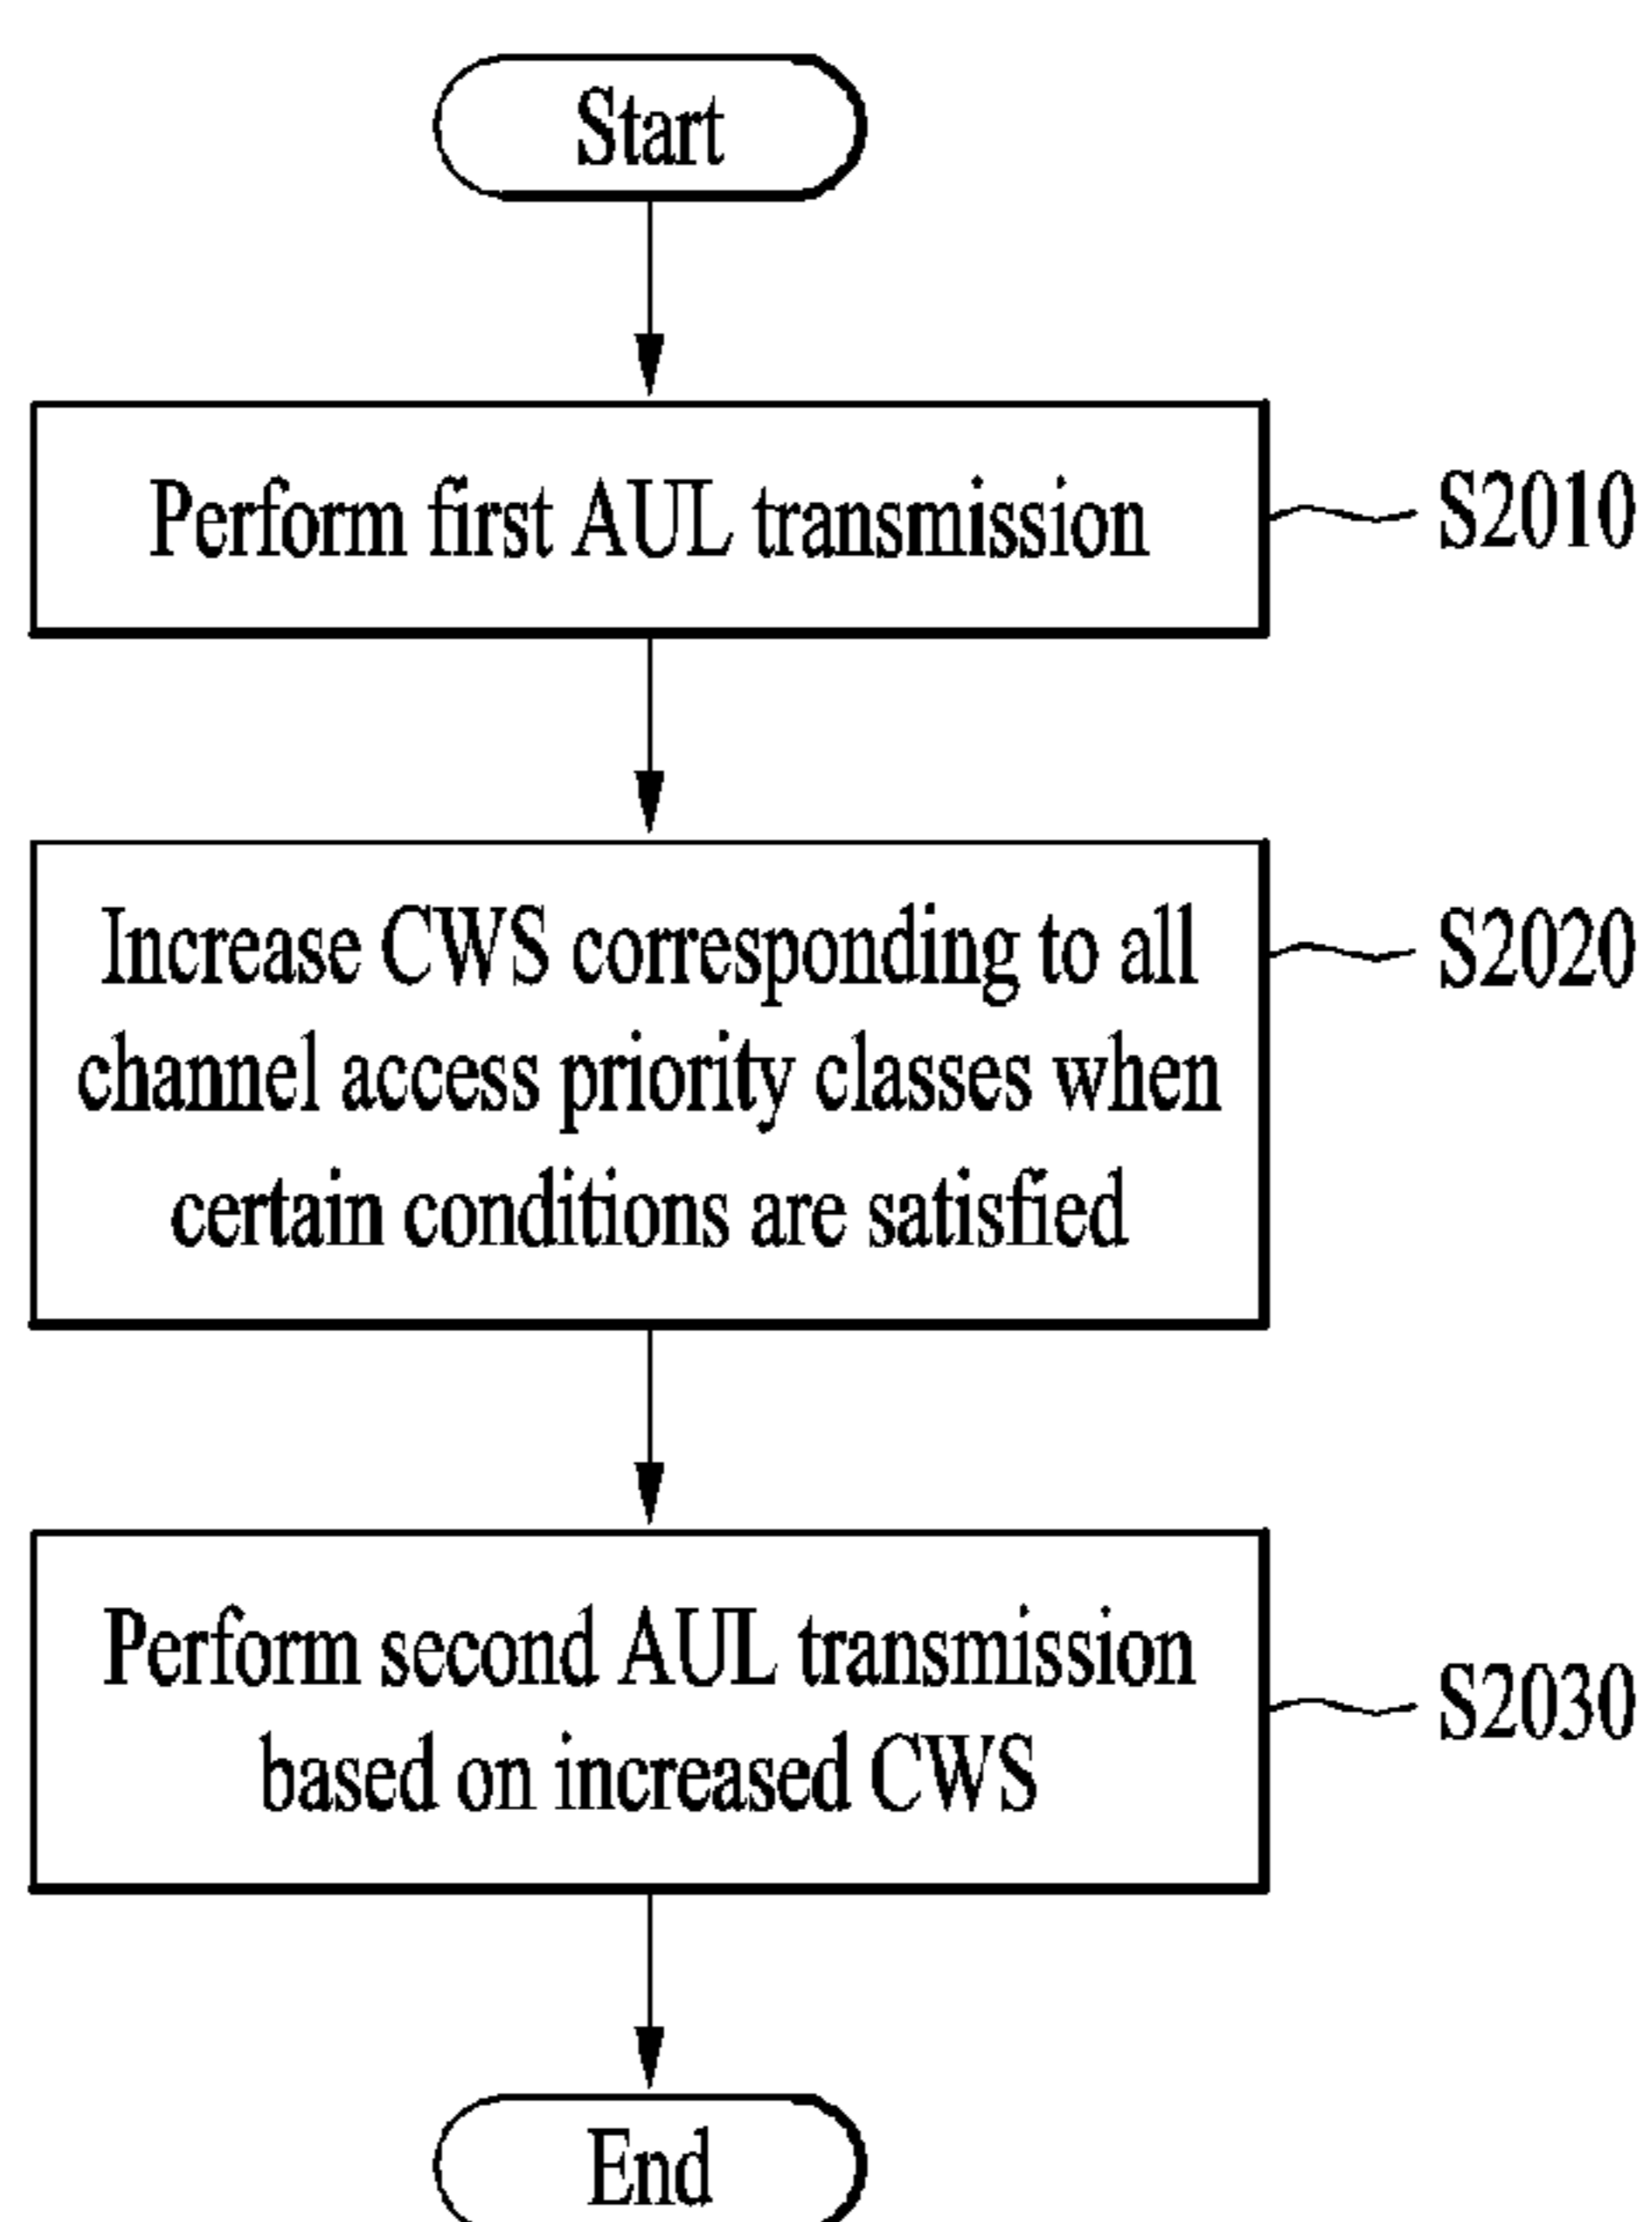 Start
Perform first AUL transmission
S2010
Increase CWS corresponding to all
channel access priority classes when
certain conditions are satisfied
S2020
Perform second AUL transmission
based on increased CWS
S2030
End